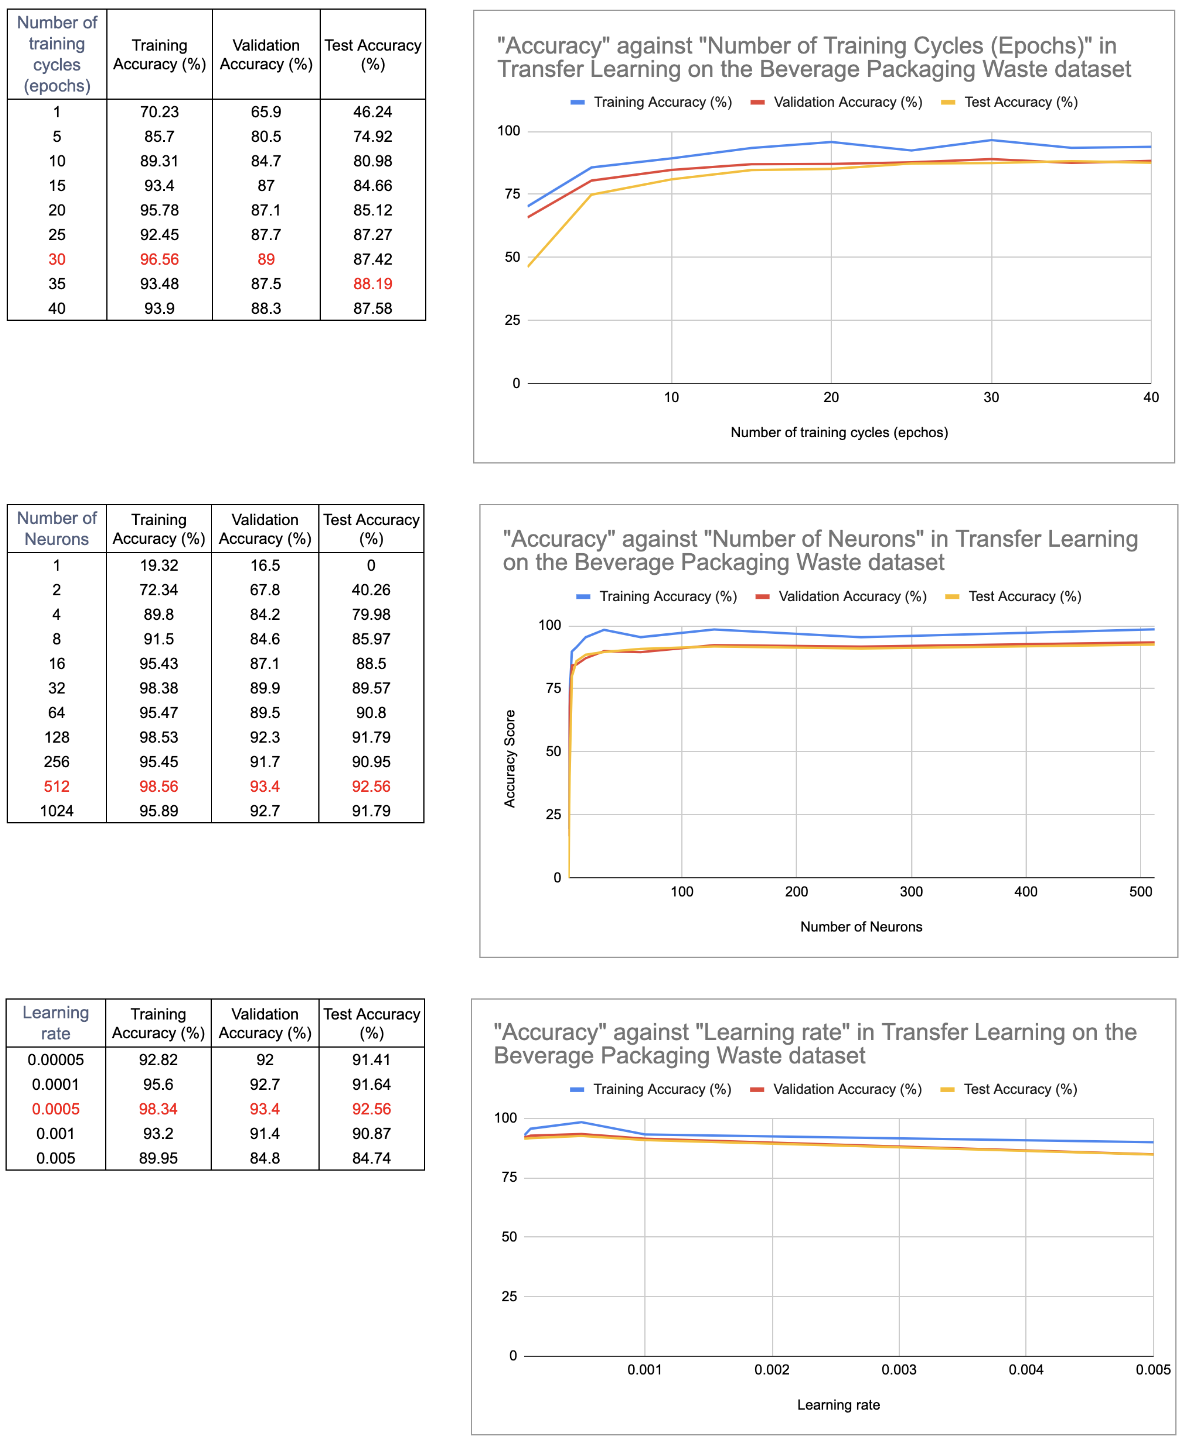 Number of training cycles (epochs) Training Accuracy (%) Validation Accuracy (%) Test Accuracy (%)
1 70.23 65.9 46.24
5 85.7 80.5 74.92
10 89.31 84.7 80.98
15 93.4 87 84.66
20 95.78 87.1 85.12
25 92.45 87.7 87.27
30 96.56 89 87.42
35 93.48 87.5 88.19
40 93.9 88.3 87.58
"Accuracy" against "Number of Training Cycles (Epochs)" in
Transfer Learning on the Beverage Packaging Waste dataset
Training Accuracy (%) Validation Accuracy (%) Test Accuracy (%)
100
75
50
25
0
10 20 30 40
Number of training cycles (epchos)
Number of Neurons Training Accuracy (%) Validation Accuracy (%) Test Accuracy (%)
1 19.32 16.5 0
2 72.34 67.8 40.26
4 89.8 84.2 79.98
8 91.5 84.6 85.97
16 95.43 87.1 88.5
32 98.38 89.9 89.57
64 95.47 89.5 90.8
128 98.53 92.3 91.79
256 95.45 91.7 90.95
512 98.56 93.4 92.56
1024 95.89 92.7 91.79
"Accuracy" against "Number of Neurons" in Transfer Learning
on the Beverage Packaging Waste dataset
Training Accuracy (%) Validation Accuracy (%) Test Accuracy (%)
Accuracy Score
100
75
50
25
0
100 200 300 400 500
Number of Neurons
Learning rate Training Accuracy (%) Validation Accuracy (%) Test Accuracy (%)
0.00005 92.82 92 91.41
0.0001 95.6 92.7 91.64
0.0005 98.34 93.4 92.56
0.001 93.2 91.4 90.87
0.005 89.95 84.8 84.74
"Accuracy" against "Learning rate" in Transfer Learning on the
Beverage Packaging Waste dataset
Training Accuracy (%) Validation Accuracy (%) Test Accuracy (%)
100
75
50
25
0
0.001 0.002 0.003 0.004 0.005
Learning rate